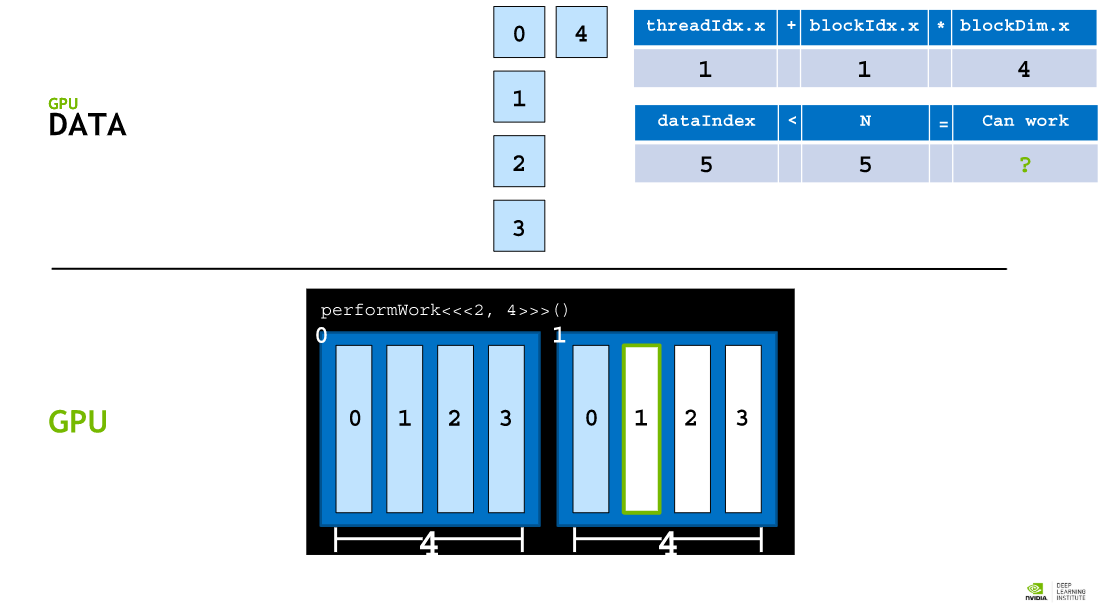 0 4
1
2
3
threadIdx.x + blockIdx.x * blockDim.x
1 1 4
dataIndex < N = Can work
5 5 ?
GPU
DATA
performWork<<<2, 4>>>()
0 1
0 1 2 3 0 1 2 3
4 4
GPU
NVIDIA.
DEEP
LEARNING
INSTITUTE